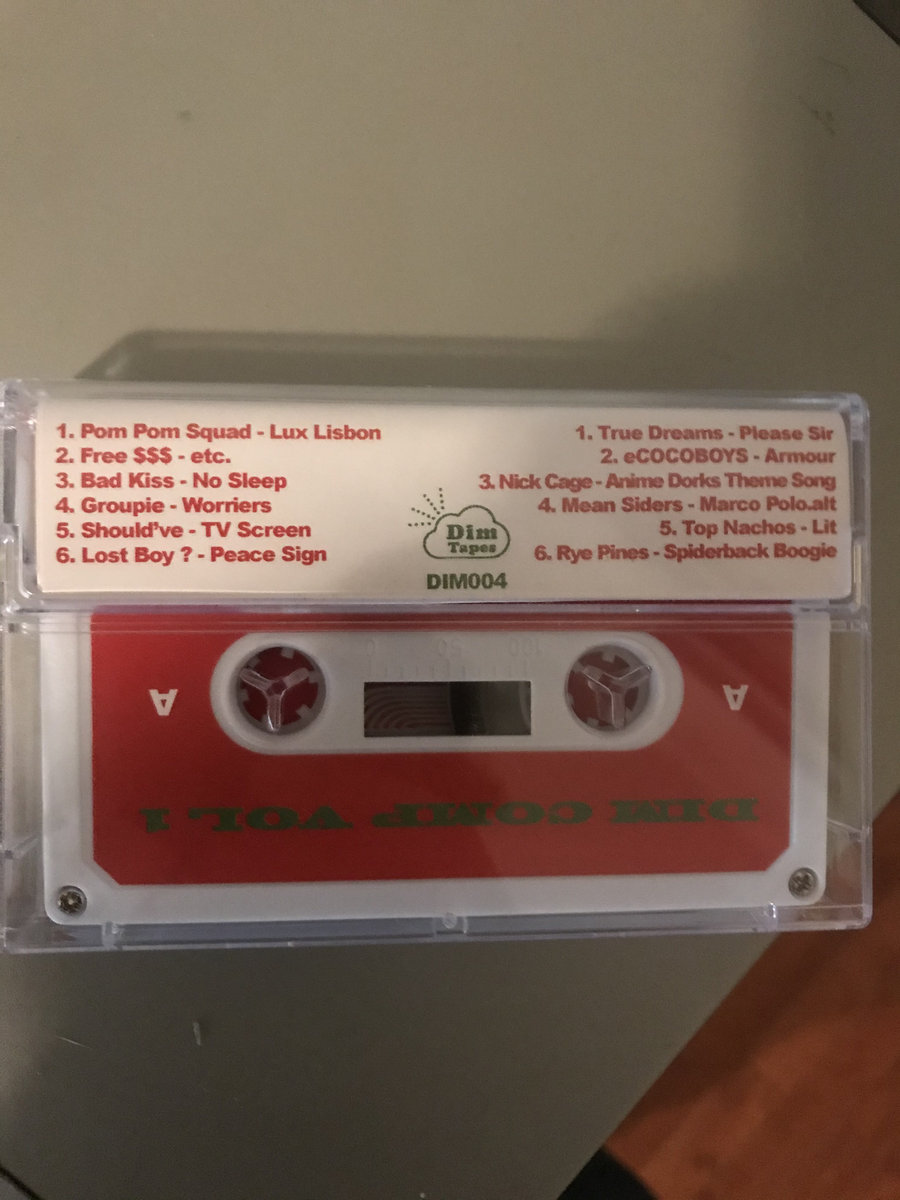 1. Pom Pom Squad - Lux Lisbon
2. Free $$$ - etc.
3. Bad Kiss - No Sleep
4. Groupie - Worriers
5. Should've - TV Screen
6. Lost Boy ? - Peace Sign
Dim
Tapes
DIM004
1. True Dreams - Please Sir
2. eCOCOBOYS - Armour
3. Nick Cage - Anime Dorks Theme Song
4. Mean Siders - Marco Polo.alt
5. Top Nachos - Lit
6. Rye Pines - Spiderback Boogie
0 50 100
A
A
DIM COMP VOL 1